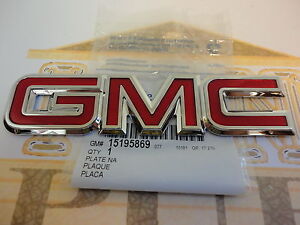 GMC
GM# 15195869
QTY. 1
PLATE NA
PLAQUE
PLACA